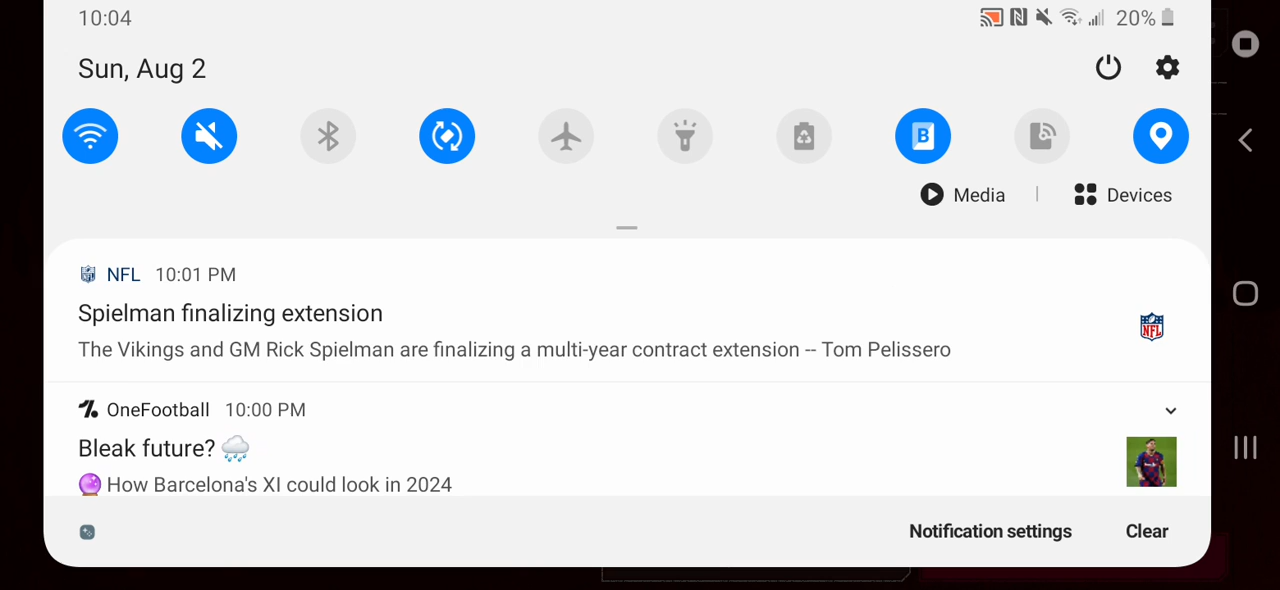 10:04 20%
Sun, Aug 2
B
Media | Devices
NFL 10:01 PM
Spielman finalizing extension
NFL
The Vikings and GM Rick Spielman are finalizing a multi-year contract extension -- Tom Pelissero
OneFootball 10:00 PM
Bleak future? 🌧️
🔮 How Barcelona's XI could look in 2024
Notification settings Clear